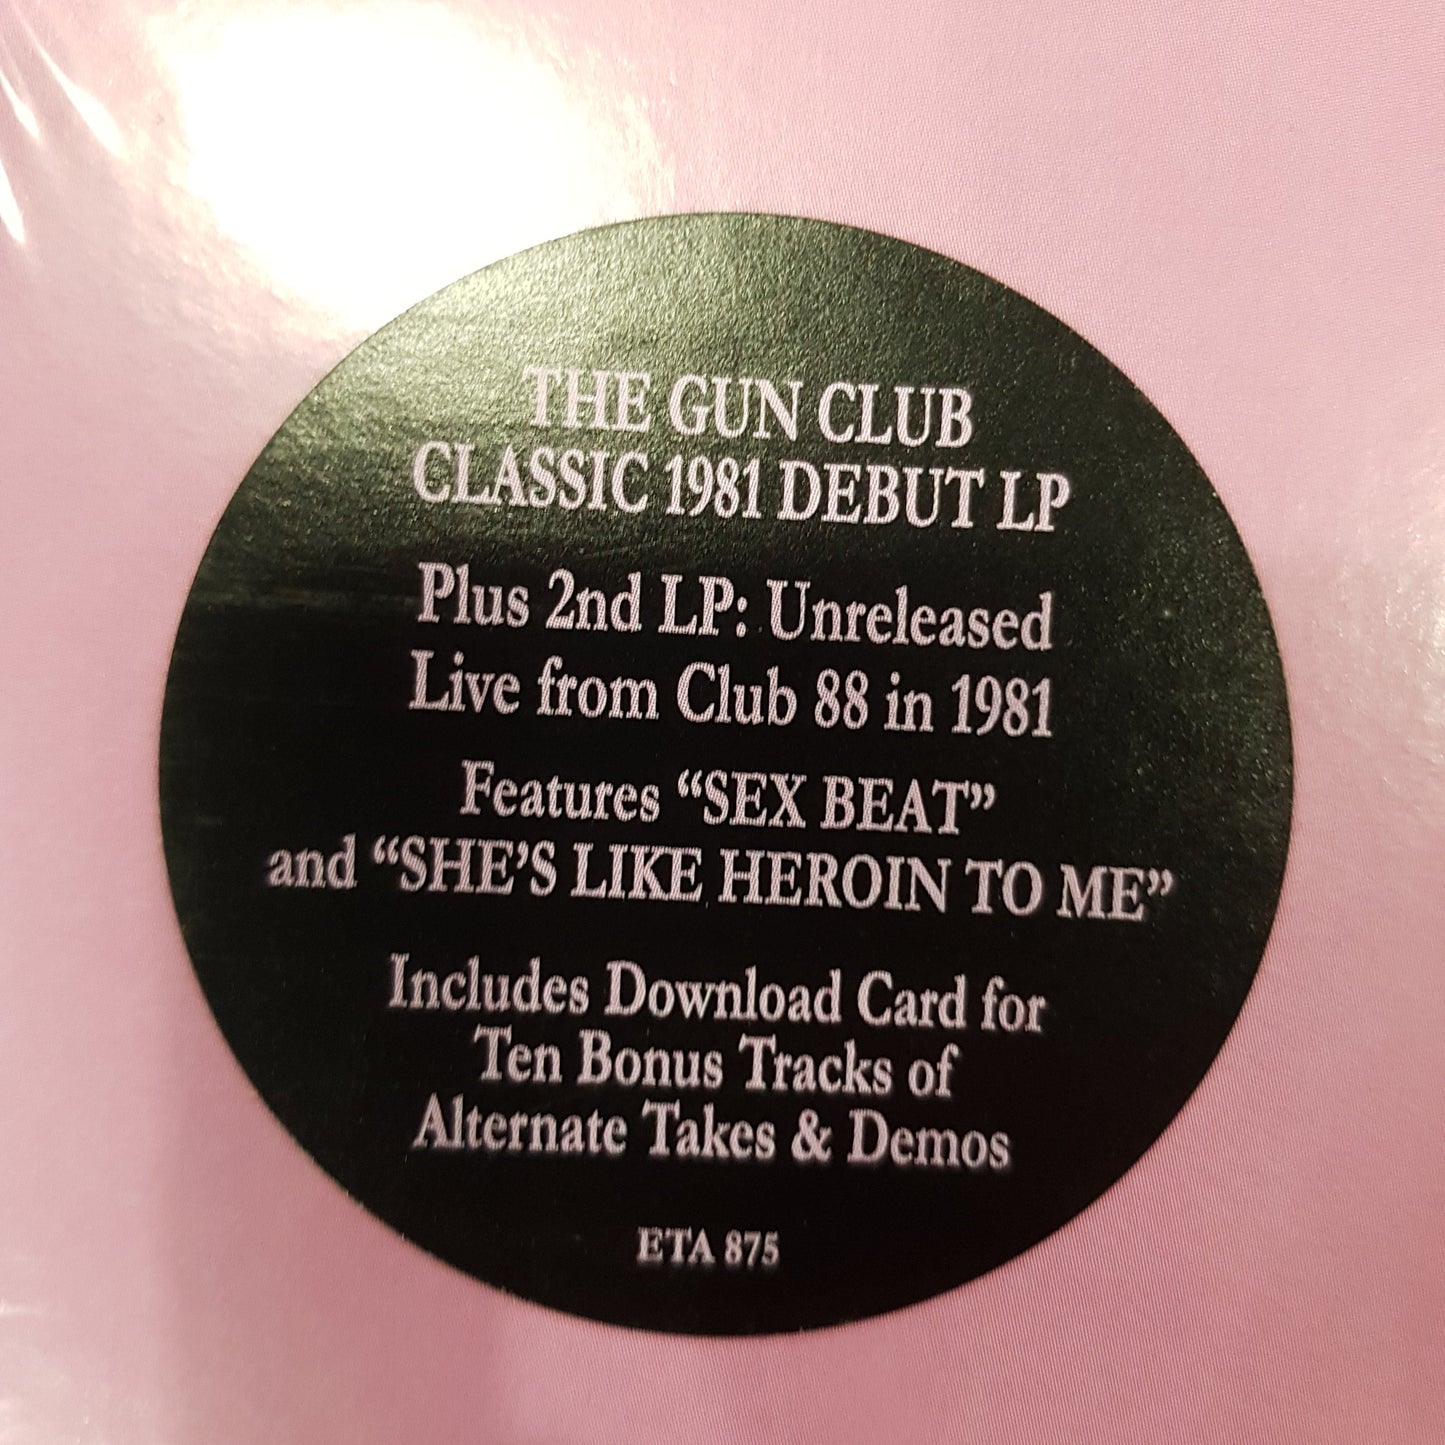 THE GUN CLUB
CLASSIC 1981 DEBUT LP
Plus 2nd LP: Unreleased
Live from Club 88 in 1981
Features “SEX BEAT”
and “SHE’S LIKE HEROIN TO ME”
Includes Download Card for
Ten Bonus Tracks of
Alternate Takes & Demos
ETA 875